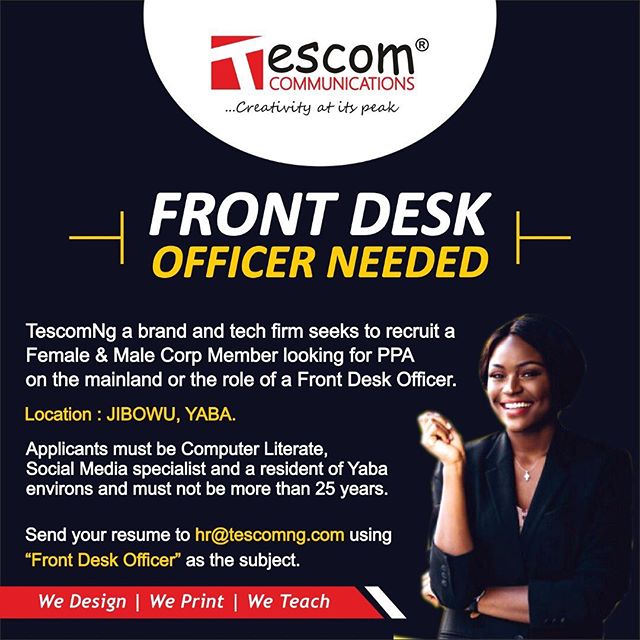 Tescom®
COMMUNICATIONS
...Creativity at its peak
FRONT DESK
OFFICER NEEDED
TescomNg a brand and tech firm seeks to recruit a
Female & Male Corp Member looking for PPA
on the mainland or the role of a Front Desk Officer.
Location : JIBOWU, YABA.
Applicants must be Computer Literate,
Social Media specialist and a resident of Yaba
environs and must not be more than 25 years.
Send your resume to hr@tescomng.com using
“Front Desk Officer” as the subject.
We Design | We Print | We Teach